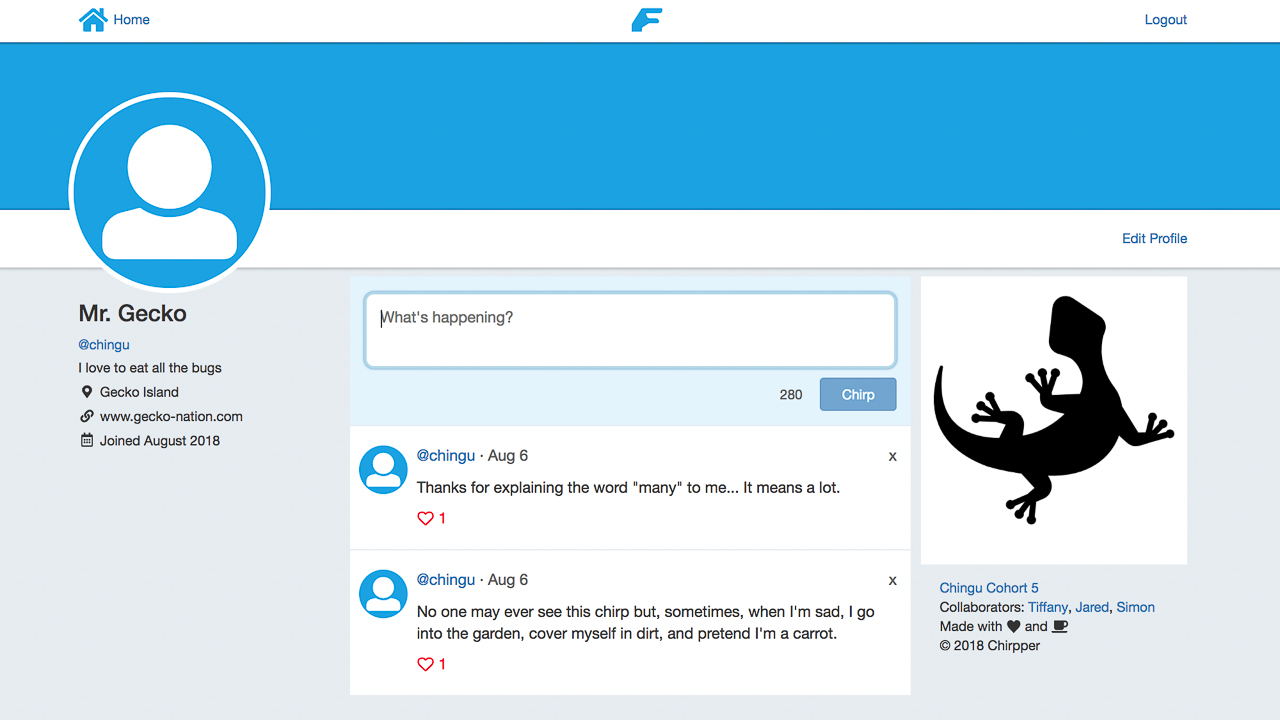 Home
Logout
Edit Profile
Mr. Gecko
@chingu
I love to eat all the bugs
Gecko Island
www.gecko-nation.com
Joined August 2018
What's happening?
280
Chirp
@chingu · Aug 6
x
Thanks for explaining the word "many" to me... It means a lot.
1
@chingu · Aug 6
x
No one may ever see this chirp but, sometimes, when I'm sad, I go
into the garden, cover myself in dirt, and pretend I'm a carrot.
1
Chingu Cohort 5
Collaborators: Tiffany, Jared, Simon
Made with and
© 2018 Chirpper